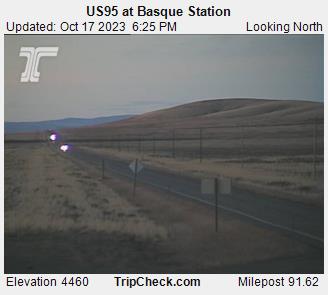 US95 at Basque Station
Updated: Oct 17 2023 6:25 PM Looking North
Elevation 4460 TripCheck.com Milepost 91.62